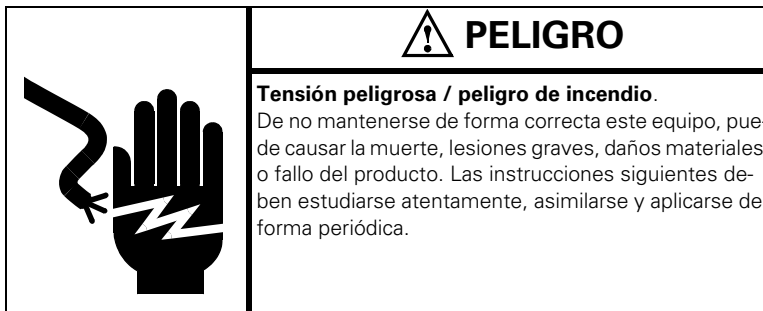 PELIGRO
Tensión peligrosa / peligro de incendio.
De no mantenerse de forma correcta este equipo, pue-
de causar la muerte, lesiones graves, daños materiales
o fallo del producto. Las instrucciones siguientes de-
ben estudiarse atentamente, asimilarse y aplicarse de
forma periódica.